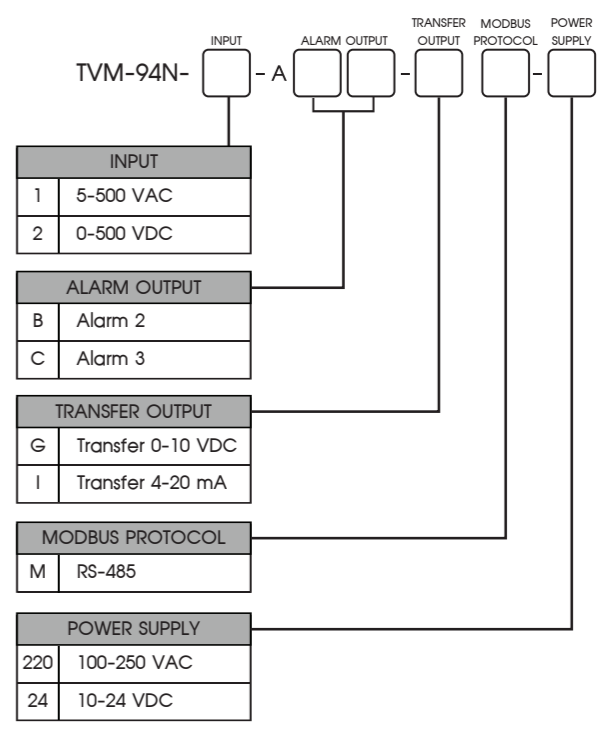 INPUT ALARM OUTPUT TRANSFER OUTPUT MODBUS PROTOCOL POWER SUPPLY
TVM-94N- - A - -
INPUT
1 5-500 VAC
2 0-500 VDC
ALARM OUTPUT
B Alarm 2
C Alarm 3
TRANSFER OUTPUT
G Transfer 0-10 VDC
I Transfer 4-20 mA
MODBUS PROTOCOL
M RS-485
POWER SUPPLY
220 100-250 VAC
24 10-24 VDC